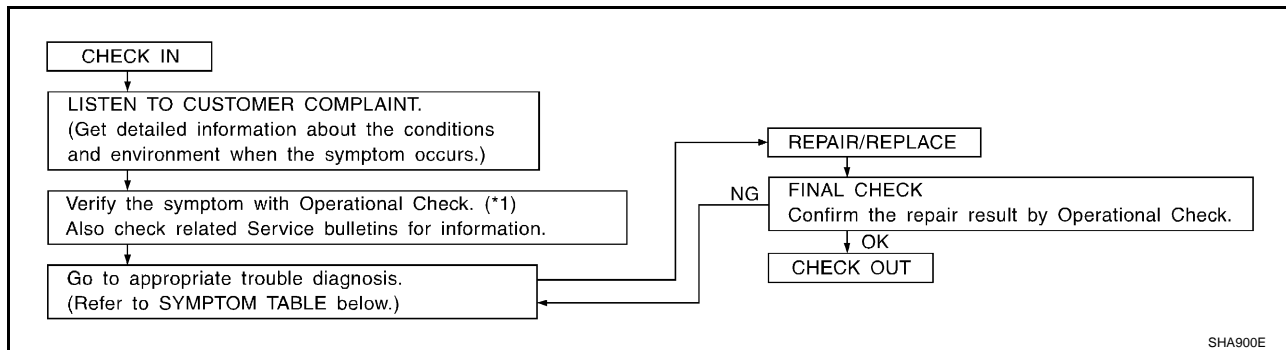 CHECK IN
LISTEN TO CUSTOMER COMPLAINT.
(Get detailed information about the conditions
and environment when the symptom occurs.)
Verify the symptom with Operational Check. (*1)
Also check related Service bulletins for information.
Go to appropriate trouble diagnosis.
(Refer to SYMPTOM TABLE below.)
REPAIR/REPLACE
NG
FINAL CHECK
Confirm the repair result by Operational Check.
OK
CHECK OUT
SHA900E